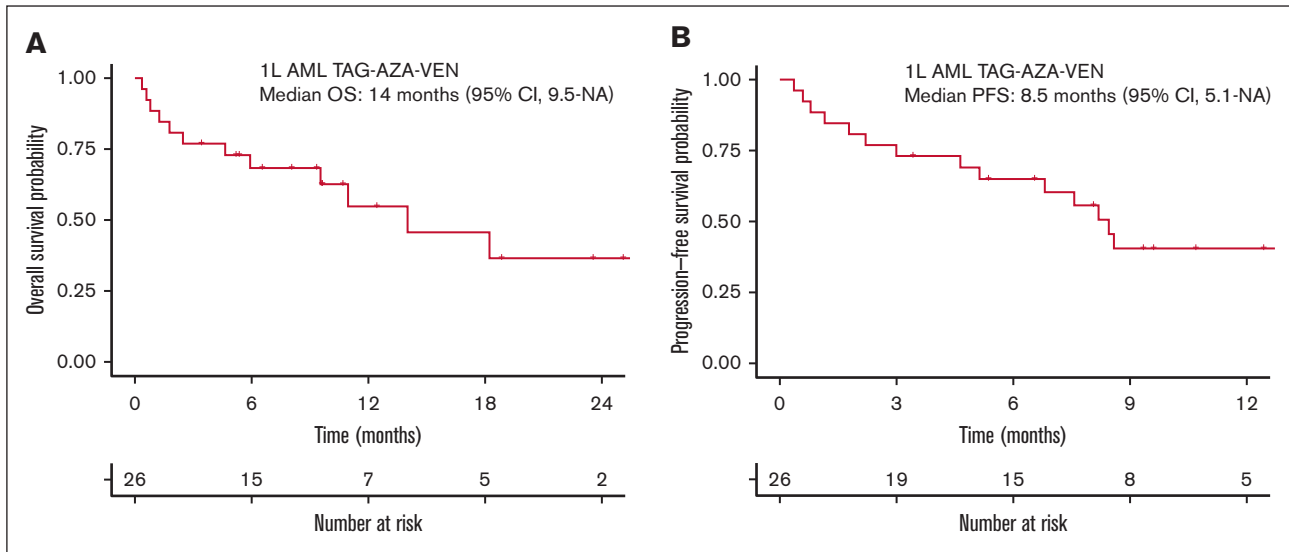 A
1L AML TAG-AZA-VEN
Median OS: 14 months (95% CI, 9.5-NA)
Overall survival probability
1.00
0.75
0.50
0.25
0.00
0 6 12 18 24
Time (months)
26 15 7 5 2
Number at risk
B
1L AML TAG-AZA-VEN
Median PFS: 8.5 months (95% CI, 5.1-NA)
Progression–free survival probability
1.00
0.75
0.50
0.25
0.00
0 3 6 9 12
Time (months)
26 19 15 8 5
Number at risk